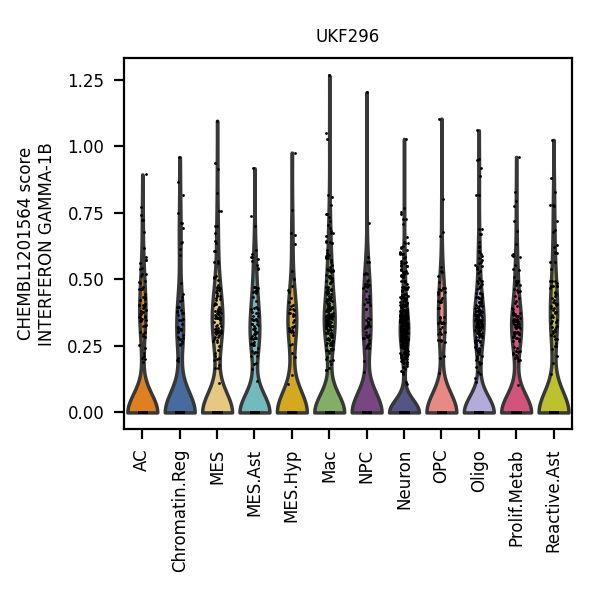 UKF296
CHEMBL1201564 score
INTERFERON GAMMA-1B
1.25
1.00
0.75
0.50
0.25
0.00
AC
Chromatin.Reg
MES
MES.Ast
MES.Hyp
Mac
NPC
Neuron
OPC
Oligo
Prolif.Metab
Reactive.Ast